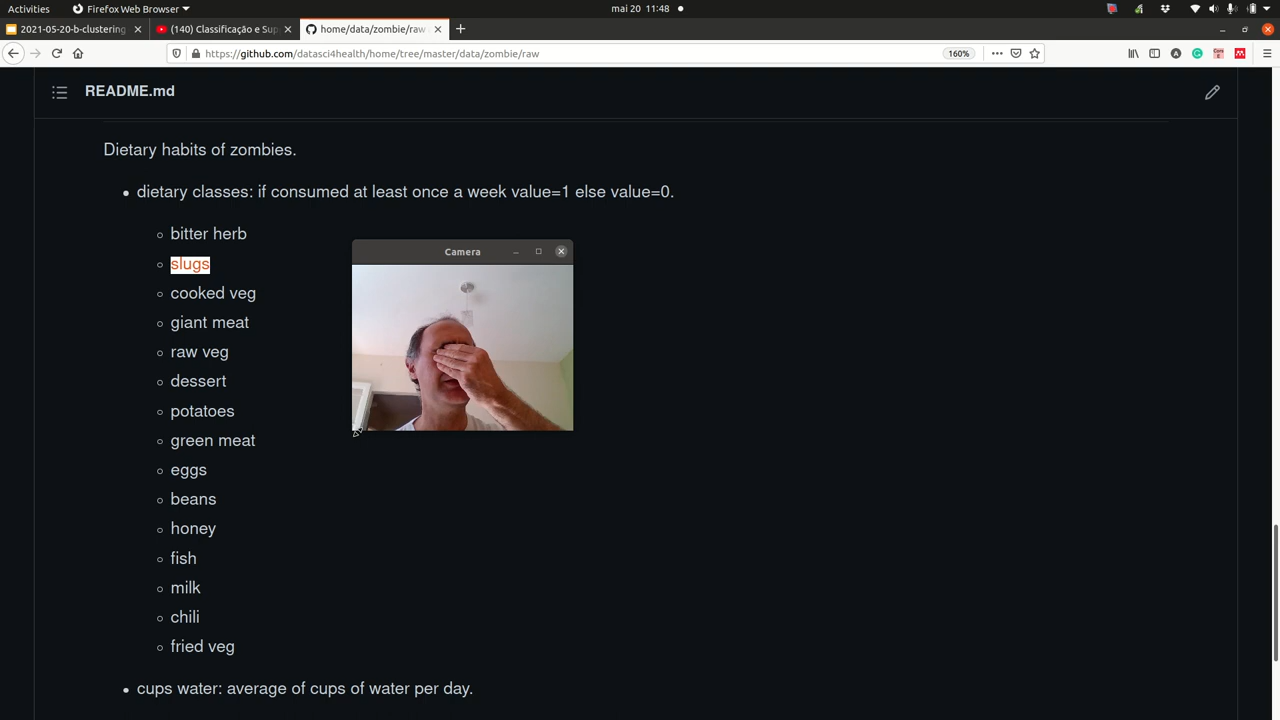 Activities
Firefox Web Browser
mai 20 11:48
2021-05-20-b-clustering
(140) Classificação e Sup
home/data/zombie/raw
https://github.com/datasci4health/home/tree/master/data/zombie/raw
160%
README.md
Dietary habits of zombies.
dietary classes: if consumed at least once a week value=1 else value=0.
bitter herb
slugs
Camera
cooked veg
giant meat
raw veg
dessert
potatoes
green meat
eggs
beans
honey
fish
milk
chili
fried veg
cups water: average of cups of water per day.